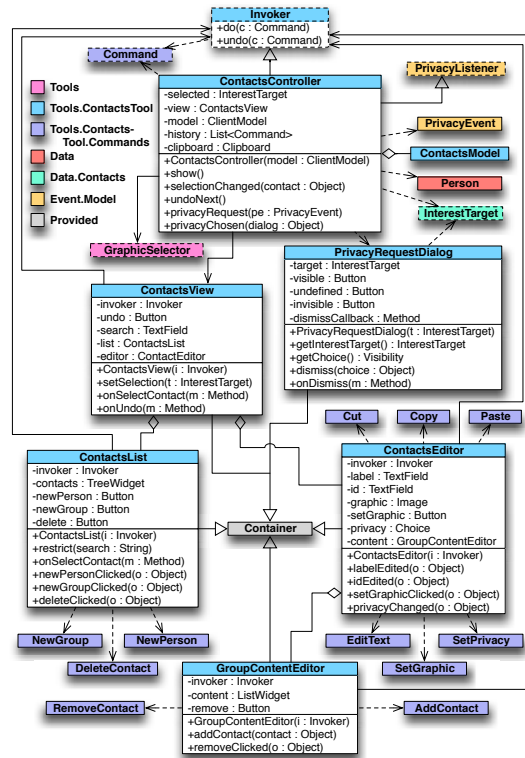 Invoker
+do(c : Command)
+undo(c : Command)
Command
Tools
Tools.ContactsTool
Tools.Contacts-
Tool.Commands
Data
Data.Contacts
Event.Model
Provided
ContactsController
-selected : InterestTarget
-view : ContactsView
-model : ClientModel
-history : List<Command>
-clipboard : Clipboard
+ContactsController(model : ClientModel)
+show()
+selectionChanged(contact : Object)
+undoNext()
+privacyRequest(pe : PrivacyEvent)
+privacyChosen(dialog : Object)
PrivacyListener
PrivacyEvent
ContactsModel
Person
InterestTarget
GraphicSelector
PrivacyRequestDialog
-target : InterestTarget
-visible : Button
-undefined : Button
-invisible : Button
-dismissCallback : Method
+PrivacyRequestDialog(t : InterestTarget)
+getInterestTarget() : InterestTarget
+getChoice() : Visibility
+dismiss(choice : Object)
+onDismiss(m : Method)
ContactsView
-invoker : Invoker
-undo : Button
-search : TextField
-list : ContactsList
-editor : ContactEditor
+ContactsView(i : Invoker)
+setSelection(t : InterestTarget)
+onSelectContact(m : Method)
+onUndo(m : Method)
Cut
Copy
Paste
ContactsList
-invoker : Invoker
-contacts : TreeWidget
-newPerson : Button
-newGroup : Button
-delete : Button
+ContactsList(i : Invoker)
+restrict(search : String)
+onSelectContact(m : Method)
+newPersonClicked(o : Object)
+newGroupClicked(o : Object)
+deleteClicked(o : Object)
Container
ContactsEditor
-invoker : Invoker
-label : TextField
-id : TextField
-graphic : Image
-setGraphic : Button
-privacy : Choice
-content : GroupContentEditor
+ContactsEditor(i : Invoker)
+labelEdited(o : Object)
+idEdited(o : Object)
+setGraphicClicked(o : Object)
+privacyChanged(o : Object)
NewGroup
NewPerson
DeleteContact
EditText
SetPrivacy
SetGraphic
GroupContentEditor
-invoker : Invoker
-content : ListWidget
-remove : Button
+GroupContentEditor(i : Invoker)
+addContact(contact : Object)
+removeClicked(o : Object)
RemoveContact
AddContact